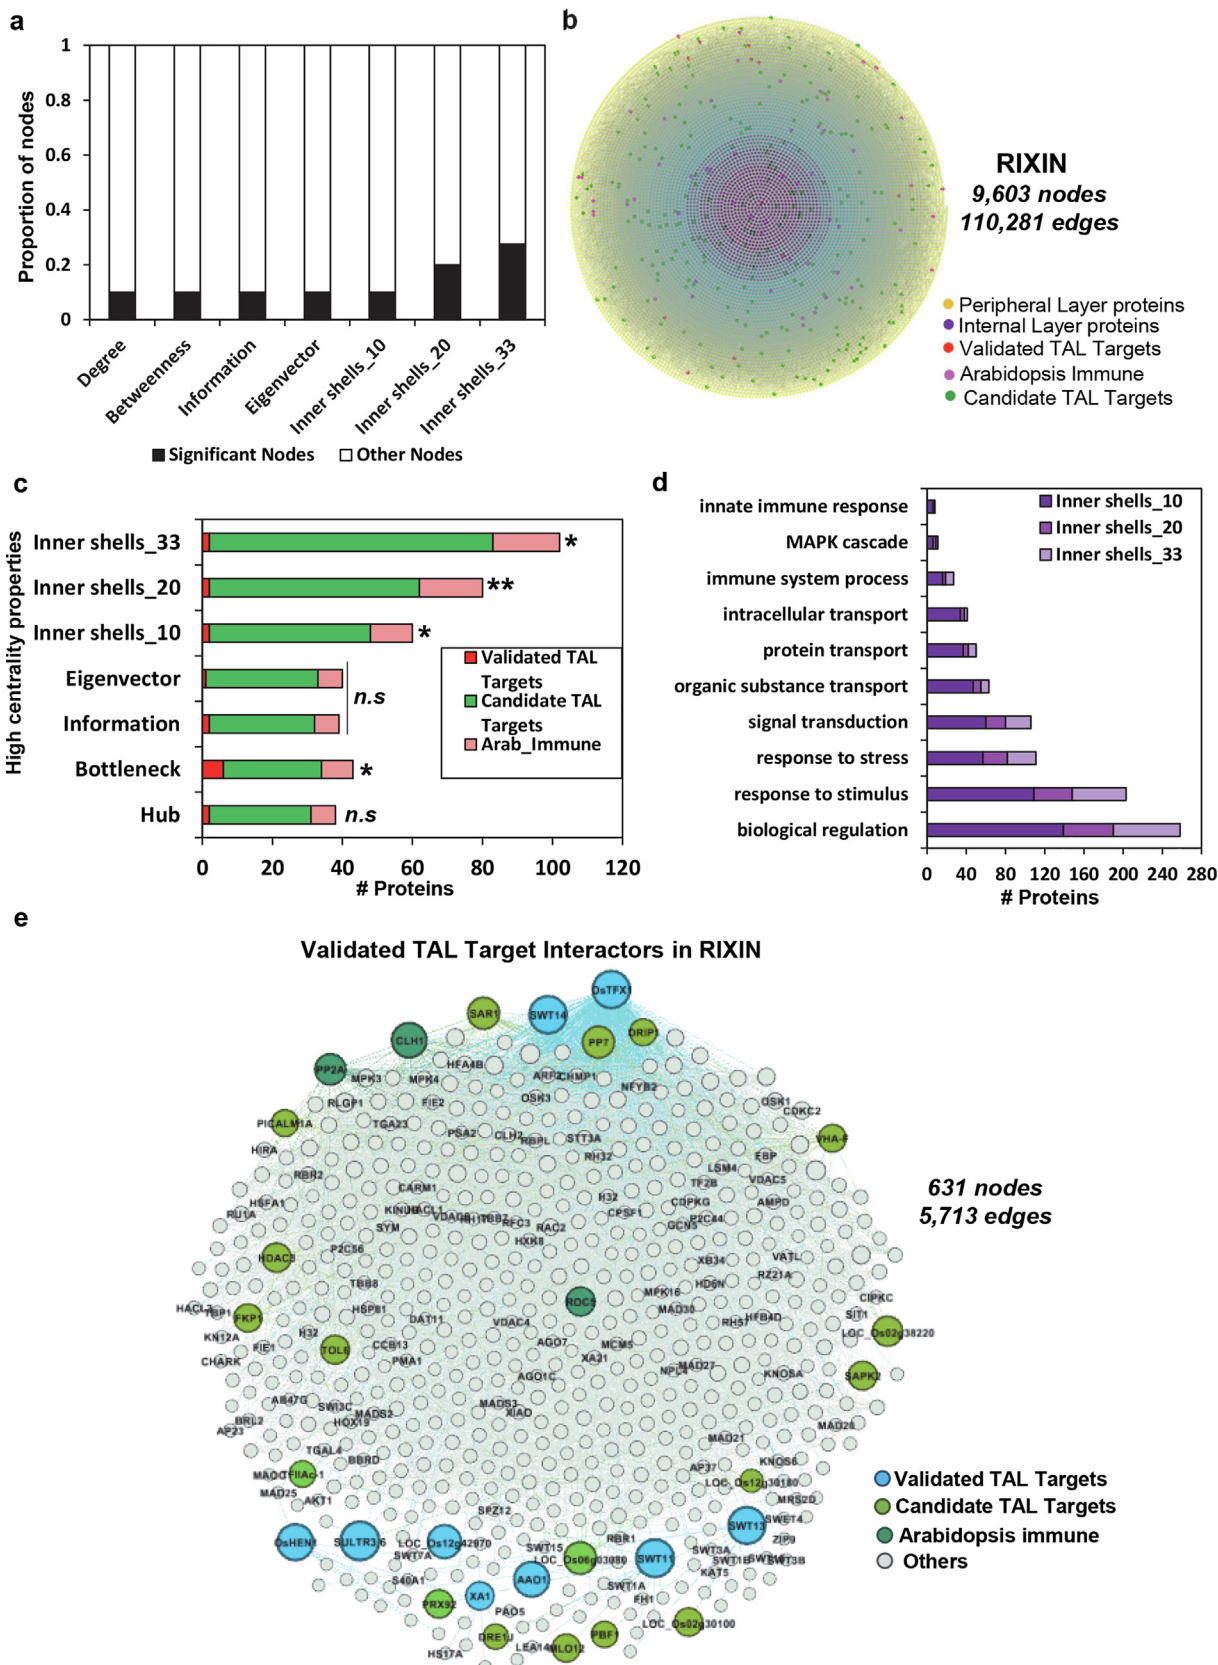 a
1
0.8
0.6
0.4
0.2
0
Proportion of nodes
Degree
Betweenness
Information
Eigenvector
Inner shells_10
Inner shells_20
Inner shells_33
Significant Nodes
Other Nodes
b
RIXIN
9,603 nodes
110,281 edges
Peripheral Layer proteins
Internal Layer proteins
Validated TAL Targets
Arabidopsis Immune
Candidate TAL Targets
c
High centrality properties
Inner shells_33
*
Inner shells_20
**
Inner shells_10
*
Eigenvector
n.s
Information
Bottleneck
*
Hub
n.s
Validated TAL
Targets
Candidate TAL
Targets
Arab_Immune
0 20 40 60 80 100 120
# Proteins
d
innate immune response
MAPK cascade
immune system process
intracellular transport
protein transport
organic substance transport
signal transduction
response to stress
response to stimulus
biological regulation
Inner shells_10
Inner shells_20
Inner shells_33
0 40 80 120 160 200 240 280
# Proteins
e
Validated TAL Target Interactors in RIXIN
OsTFX1
SAR1
SWT14
DRIP1
CLH1
PP7
PP2A
HFA4B
MPK3
MPK4
ARF2
CHMP1
NFYB2
OSK3
OSK1
CDKC2
RLGP1
FIE2
PICALM1A
TGA23
PSA2
CLH2
RBPL
STT3A
VHA-F
HIRA
RH32
EBP
RBR2
LSM4
VDAC5
TF2B
HSFA1
CARM1
H32
CDPKG
AMPD
RU1A
CPSF1
P2C44
SYM
RFC3
RAC2
GCN5
HXK8
P2C56
XB34
VATL
HDAC8
RZ21A
TBB8
HD6N
MPK16
CIPKC
ROC5
HSP81
MAD30
SIT1
FKP1
DAT11
VDAC4
RH57
HFB4D
LOC_Os02g38220
KN12A
H32
FIE1
TOL6
CCB13
AGO7
MCM5
CHARK
PMA1
XA21
MAD27
NPL4
KNOSA
SAPK2
AGO1C
AB47G
SWI3C
MADS2
MADS3
XIAO
BRL2
HOX19
AP23
MAD26
TGAL4
BBRD
MAD21
KNOS6
TFIIAc-1
AP37
LOC_Os12g30180
MAD25
AKT1
MRS2D
SPZ12
SWT13
SWET4
OsHEN1
SULTR3;6
LOC_Os12g42970
RBR1
ZIP9
SWT15
SWT7A
LOC_Os06g03080
SWT11
SWT3A
SWT1B
SWT3B
KAT5
S40A1
AAO1
SWT1A
PRX92
XA1
FH1
PAO5
LOC_Os02g30100
DRE1J
PBF1
LEA14
MLO12
HS17A
631 nodes
5,713 edges
Validated TAL Targets
Candidate TAL Targets
Arabidopsis immune
Others